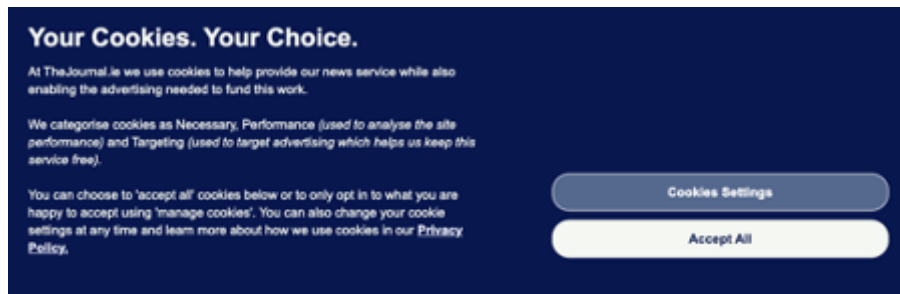 Your Cookies. Your Choice.
At TheJournal.ie we use cookies to help provide our news service while also
enabling the advertising needed to fund this work.
We categorise cookies as Necessary, Performance (used to analyse the site
performance) and Targeting (used to target advertising which helps us keep this
service free).
You can choose to 'accept all' cookies below or to only opt in to what you are
happy to accept using 'manage cookies'. You can also change your cookie
settings at any time and learn more about how we use cookies in our Privacy
Policy.
Cookies Settings
Accept All